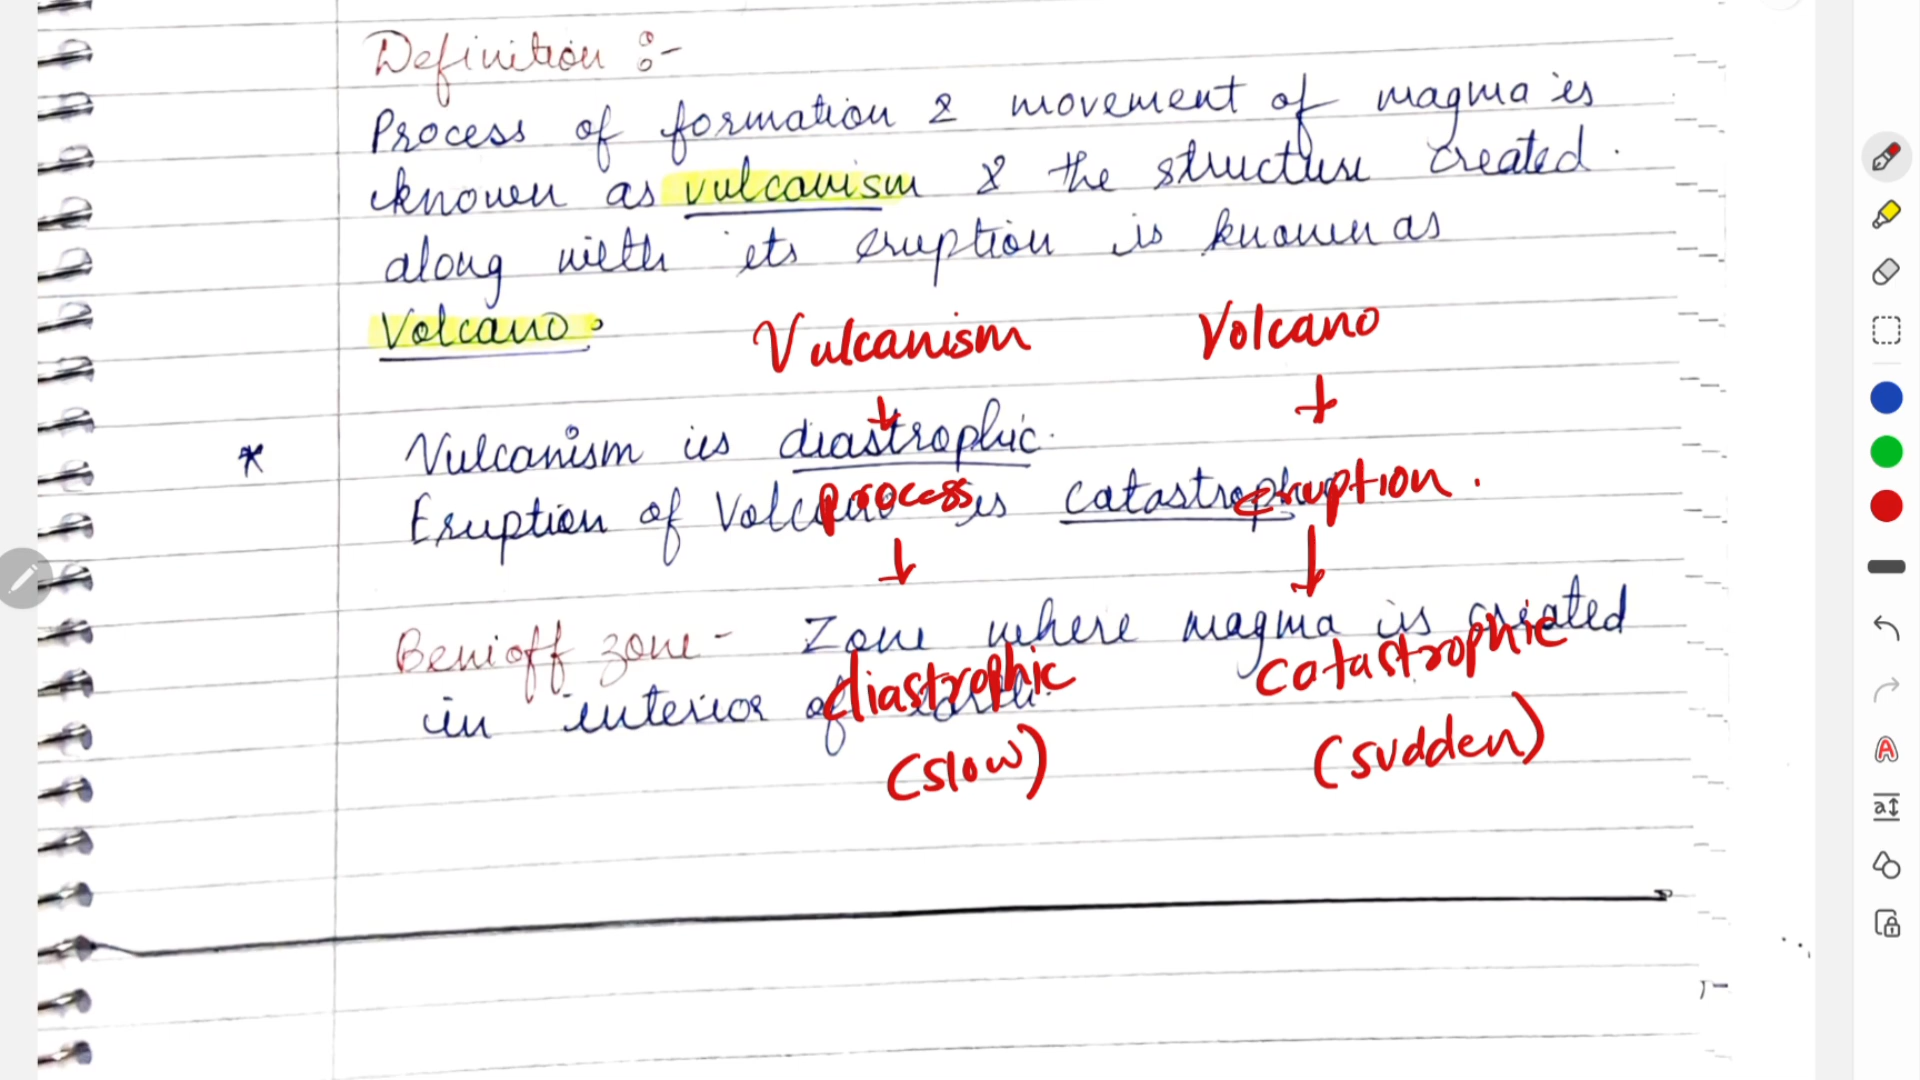 Definition :-
Process of formation & movement of magma is
known as vulcanism & the structure created
along with its eruption is known as
Volcano.
Vulcanism Volcano
* Vulcanism is diastrophic.
Eruption of Volcano is catastrophic
process eruption.
Benioff zone - Zone where magma is created
in interior of earth.
diastrophic catastrophic
(slow) (sudden)